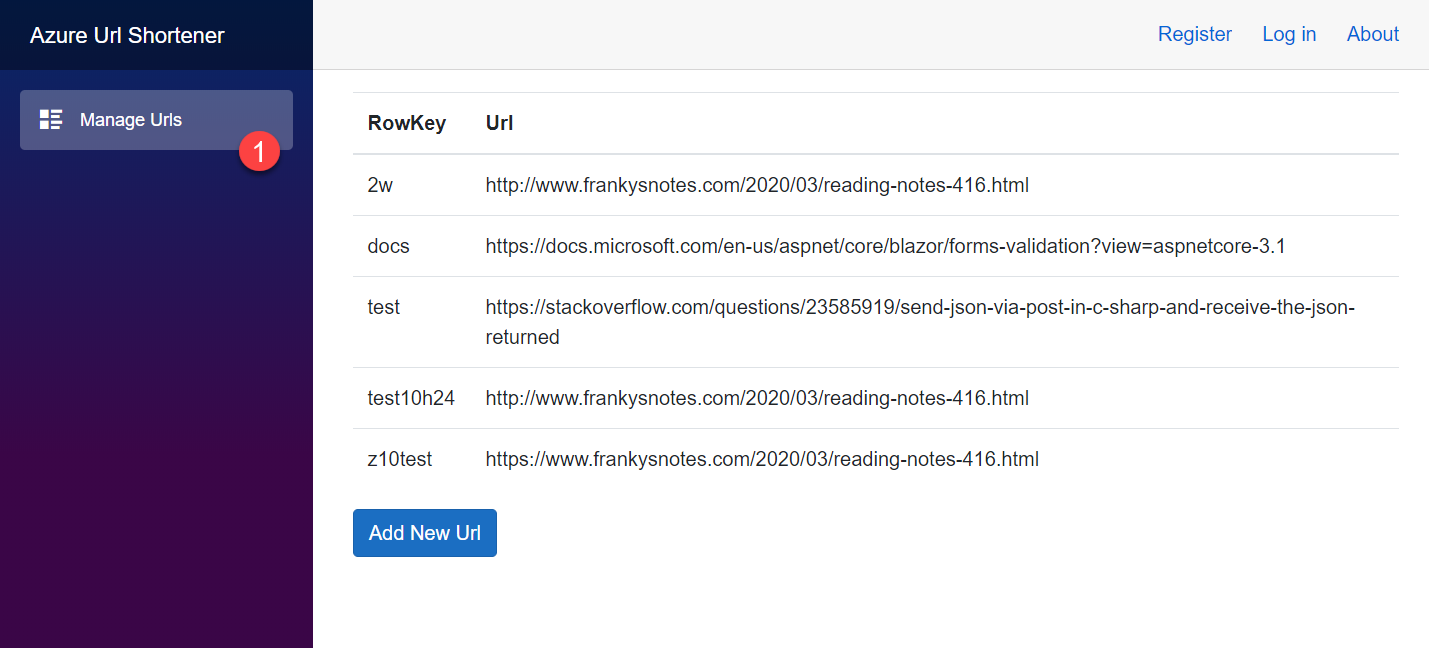 Azure Url Shortener
Register Log in About
Manage Urls
1
RowKey Url
2w http://www.frankysnotes.com/2020/03/reading-notes-416.html
docs https://docs.microsoft.com/en-us/aspnet/core/blazor/forms-validation?view=aspnetcore-3.1
test https://stackoverflow.com/questions/23585919/send-json-via-post-in-c-sharp-and-receive-the-json-
returned
test10h24 http://www.frankysnotes.com/2020/03/reading-notes-416.html
z10test https://www.frankysnotes.com/2020/03/reading-notes-416.html
Add New Url